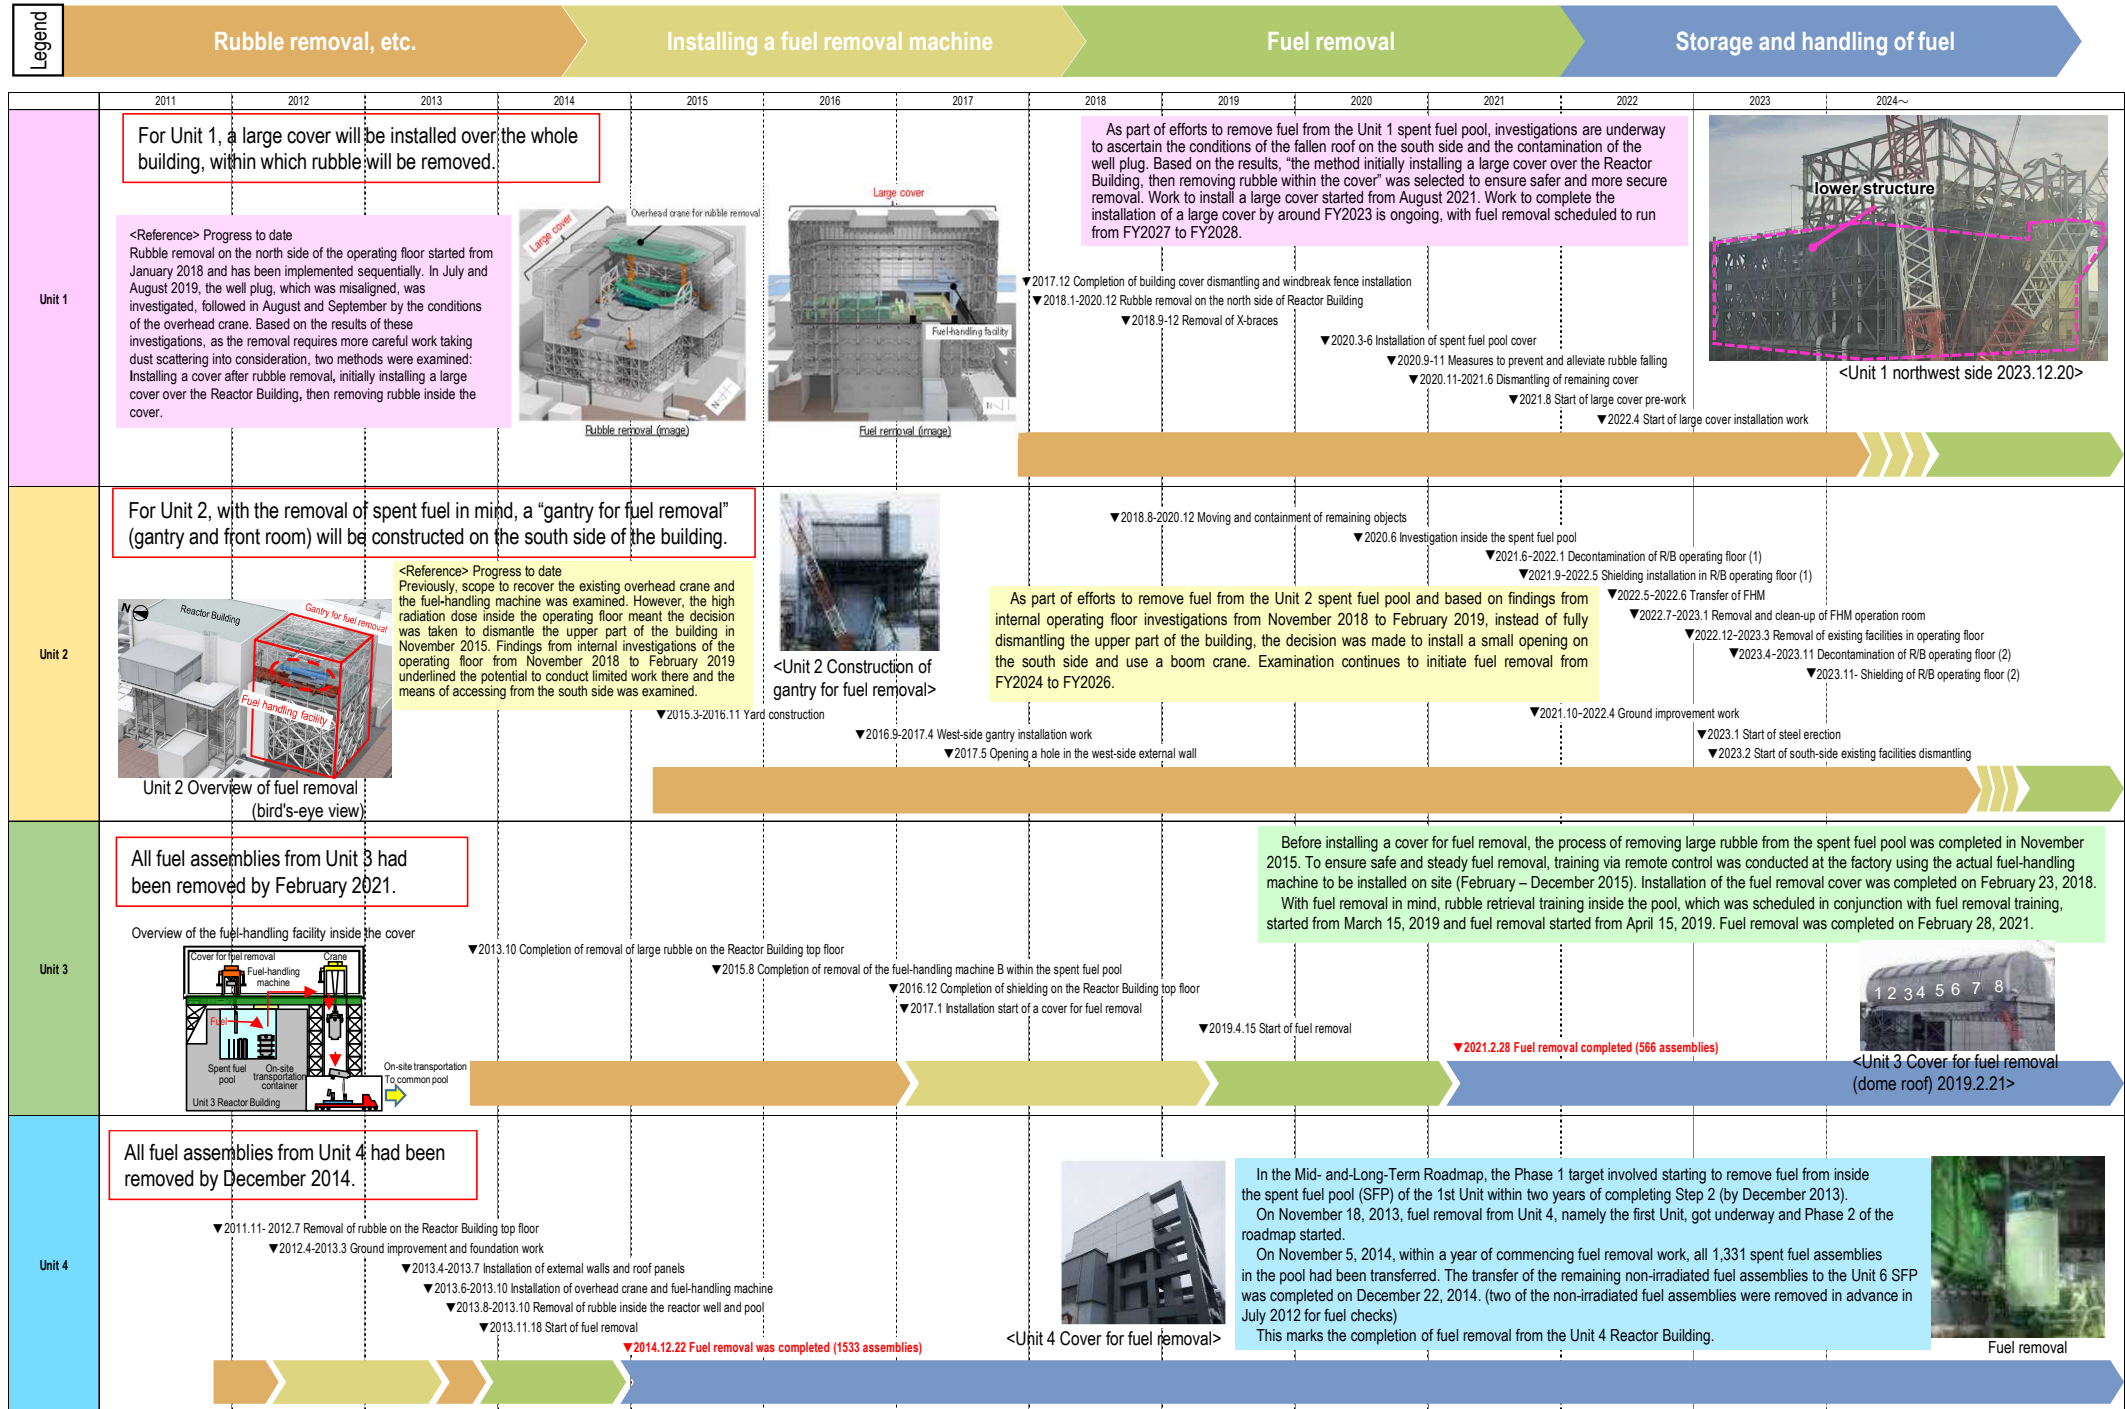 Legend
Rubble removal, etc.
Installing a fuel removal machine
Fuel removal
Storage and handling of fuel
2011 2012 2013 2014 2015 2016 2017 2018 2019 2020 2021 2022 2023 2024～
Unit 1
For Unit 1, a large cover will be installed over the whole
building, within which rubble will be removed.
<Reference> Progress to date
Rubble removal on the north side of the operating floor started from
January 2018 and has been implemented sequentially. In July and
August 2019, the well plug, which was misaligned, was
investigated, followed in August and September by the conditions
of the overhead crane. Based on the results of these
investigations, as the removal requires more careful work taking
dust scattering into consideration, two methods were examined:
Installing a cover after rubble removal, initially installing a large
cover over the Reactor Building, then removing rubble inside the
cover.
Large cover
Overhead crane for rubble removal
N
Rubble removal (image)
Large cover
Fuel-handling facility
N
Fuel removal (image)
As part of efforts to remove fuel from the Unit 1 spent fuel pool, investigations are underway
to ascertain the conditions of the fallen roof on the south side and the contamination of the
well plug. Based on the results, “the method initially installing a large cover over the Reactor
Building, then removing rubble within the cover” was selected to ensure safer and more secure
removal. Work to install a large cover started from August 2021. Work to complete the
installation of a large cover by around FY2023 is ongoing, with fuel removal scheduled to run
from FY2027 to FY2028.
▼2017.12 Completion of building cover dismantling and windbreak fence installation
▼2018.1-2020.12 Rubble removal on the north side of Reactor Building
▼2018.9-12 Removal of X-braces
▼2020.3-6 Installation of spent fuel pool cover
▼2020.9-11 Measures to prevent and alleviate rubble falling
▼2020.11-2021.6 Dismantling of remaining cover
▼2021.8 Start of large cover pre-work
▼2022.4 Start of large cover installation work
lower structure
<Unit 1 northwest side 2023.12.20>
Unit 2
For Unit 2, with the removal of spent fuel in mind, a “gantry for fuel removal”
(gantry and front room) will be constructed on the south side of the building.
N
Reactor Building
Gantry for fuel removal
Fuel handling facility
Unit 2 Overview of fuel removal
(bird's-eye view)
<Reference> Progress to date
Previously, scope to recover the existing overhead crane and
the fuel-handling machine was examined. However, the high
radiation dose inside the operating floor meant the decision
was taken to dismantle the upper part of the building in
November 2015. Findings from internal investigations of the
operating floor from November 2018 to February 2019
underlined the potential to conduct limited work there and the
means of accessing from the south side was examined.
<Unit 2 Construction of
gantry for fuel removal>
As part of efforts to remove fuel from the Unit 2 spent fuel pool and based on findings from
internal operating floor investigations from November 2018 to February 2019, instead of fully
dismantling the upper part of the building, the decision was made to install a small opening on
the south side and use a boom crane. Examination continues to initiate fuel removal from
FY2024 to FY2026.
▼2018.8-2020.12 Moving and containment of remaining objects
▼2020.6 Investigation inside the spent fuel pool
▼2021.6-2022.1 Decontamination of R/B operating floor (1)
▼2021.9-2022.5 Shielding installation in R/B operating floor (1)
▼2022.5-2022.6 Transfer of FHM
▼2022.7-2023.1 Removal and clean-up of FHM operation room
▼2022.12-2023.3 Removal of existing facilities in operating floor
▼2023.4-2023.11 Decontamination of R/B operating floor (2)
▼2023.11- Shielding of R/B operating floor (2)
▼2015.3-2016.11 Yard construction
▼2016.9-2017.4 West-side gantry installation work
▼2017.5 Opening a hole in the west-side external wall
▼2021.10-2022.4 Ground improvement work
▼2023.1 Start of steel erection
▼2023.2 Start of south-side existing facilities dismantling
Unit 3
All fuel assemblies from Unit 3 had
been removed by February 2021.
Overview of the fuel-handling facility inside the cover
Cover for fuel removal
Crane
Fuel-handling
machine
Fuel
Spent fuel
pool
On-site
transportation
container
Unit 3 Reactor Building
On-site transportation
To common pool
▼2013.10 Completion of removal of large rubble on the Reactor Building top floor
▼2015.8 Completion of removal of the fuel-handling machine B within the spent fuel pool
▼2016.12 Completion of shielding on the Reactor Building top floor
▼2017.1 Installation start of a cover for fuel removal
▼2019.4.15 Start of fuel removal
▼2021.2.28 Fuel removal completed (566 assemblies)
Before installing a cover for fuel removal, the process of removing large rubble from the spent fuel pool was completed in November
2015. To ensure safe and steady fuel removal, training via remote control was conducted at the factory using the actual fuel-handling
machine to be installed on site (February – December 2015). Installation of the fuel removal cover was completed on February 23, 2018.
With fuel removal in mind, rubble retrieval training inside the pool, which was scheduled in conjunction with fuel removal training,
started from March 15, 2019 and fuel removal started from April 15, 2019. Fuel removal was completed on February 28, 2021.
1 2 3 4 5 6 7 8
<Unit 3 Cover for fuel removal
(dome roof) 2019.2.21>
Unit 4
All fuel assemblies from Unit 4 had been
removed by December 2014.
▼2011.11- 2012.7 Removal of rubble on the Reactor Building top floor
▼2012.4-2013.3 Ground improvement and foundation work
▼2013.4-2013.7 Installation of external walls and roof panels
▼2013.6-2013.10 Installation of overhead crane and fuel-handling machine
▼2013.8-2013.10 Removal of rubble inside the reactor well and pool
▼2013.11.18 Start of fuel removal
▼2014.12.22 Fuel removal was completed (1533 assemblies)
<Unit 4 Cover for fuel removal>
In the Mid- and-Long-Term Roadmap, the Phase 1 target involved starting to remove fuel from inside
the spent fuel pool (SFP) of the 1st Unit within two years of completing Step 2 (by December 2013).
On November 18, 2013, fuel removal from Unit 4, namely the first Unit, got underway and Phase 2 of the
roadmap started.
On November 5, 2014, within a year of commencing fuel removal work, all 1,331 spent fuel assemblies
in the pool had been transferred. The transfer of the remaining non-irradiated fuel assemblies to the Unit 6 SFP
was completed on December 22, 2014. (two of the non-irradiated fuel assemblies were removed in advance in
July 2012 for fuel checks)
This marks the completion of fuel removal from the Unit 4 Reactor Building.
Fuel removal